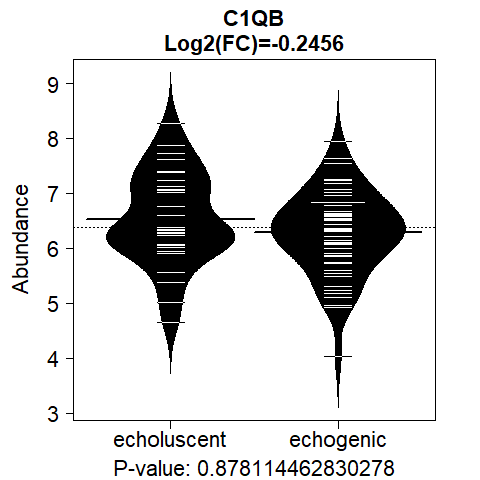 C1QB
Log2(FC)=-0.2456
9
8
7
6
5
4
3
Abundance
echoluscent echogenic
P-value: 0.878114462830278